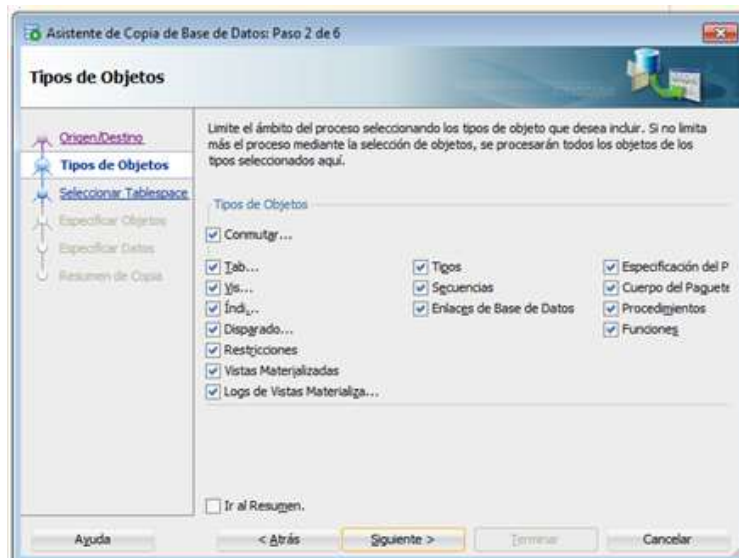 Asistente de Copia de Base de Datos: Paso 2 de 6
Tipos de Objetos
Origen/Destino
Tipos de Objetos
Seleccionar Tablespace
Especificar Objetos
Especificar Datos
Resumen de Copia
Limite el ámbito del proceso seleccionando los tipos de objeto que desea incluir. Si no limita
más el proceso mediante la selección de objetos, se procesarán todos los objetos de los
tipos seleccionados aquí.
Tipos de Objetos
Conmutar...
Tab... Tipos Especificación del P
Vis... Secuencias Cuerpo del Paquete
Índi... Enlaces de Base de Datos Procedimientos
Disparado... Funciones
Restricciones
Vistas Materializadas
Logs de Vistas Materializa...
Ir al Resumen.
Ayuda < Atrás Siguiente > Terminar Cancelar